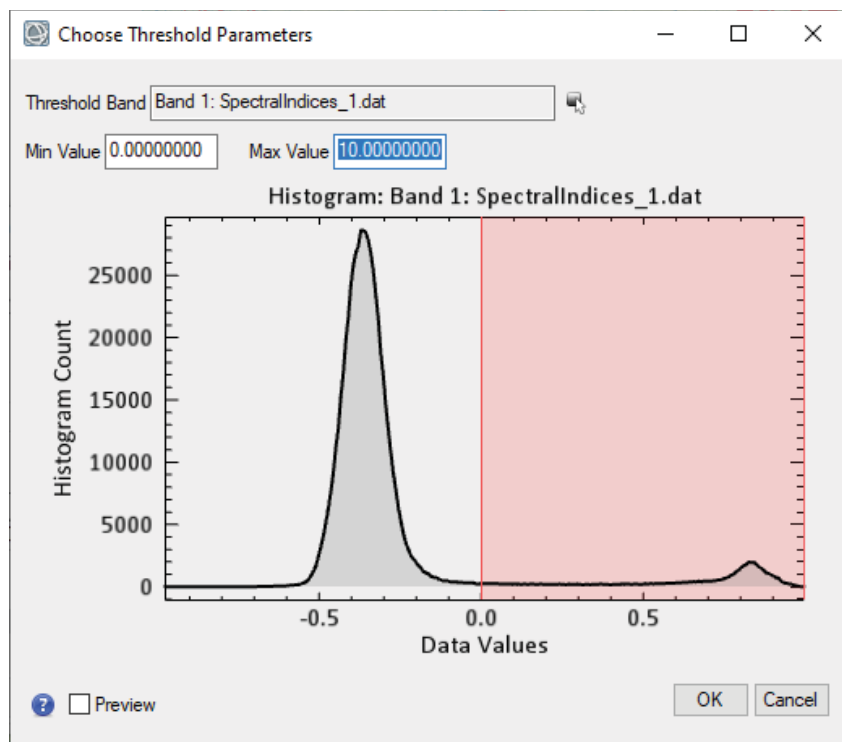 Choose Threshold Parameters
Threshold Band Band 1: SpectralIndices_1.dat
Min Value 0.00000000 Max Value 10.00000000
Histogram: Band 1: SpectralIndices_1.dat
25000
20000
15000
10000
5000
0
Histogram Count
-0.5 0.0 0.5
Data Values
? Preview OK Cancel